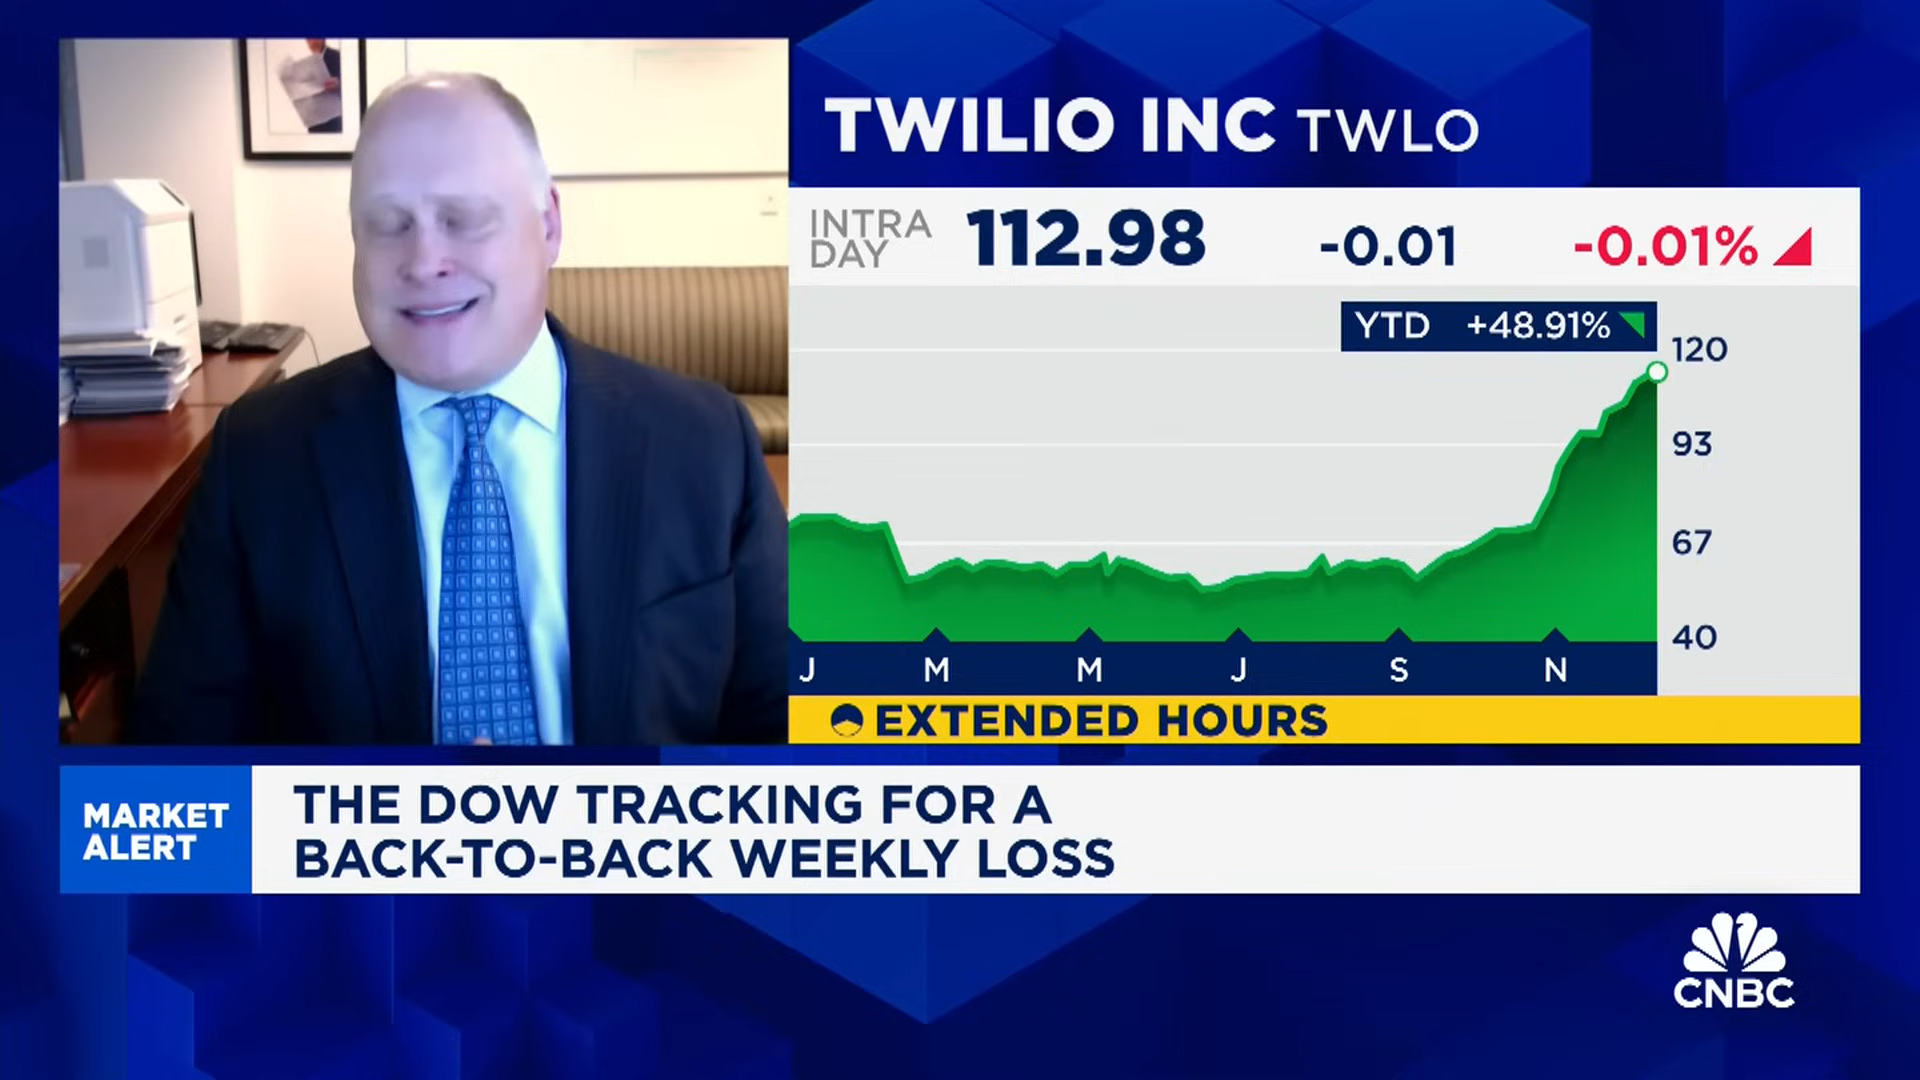 TWILIO INC TWLO
INTRA
DAY
112.98 -0.01 -0.01%
YTD +48.91%
120
93
67
40
J M M J S N
EXTENDED HOURS
MARKET
ALERT
THE DOW TRACKING FOR A
BACK-TO-BACK WEEKLY LOSS
CNBC